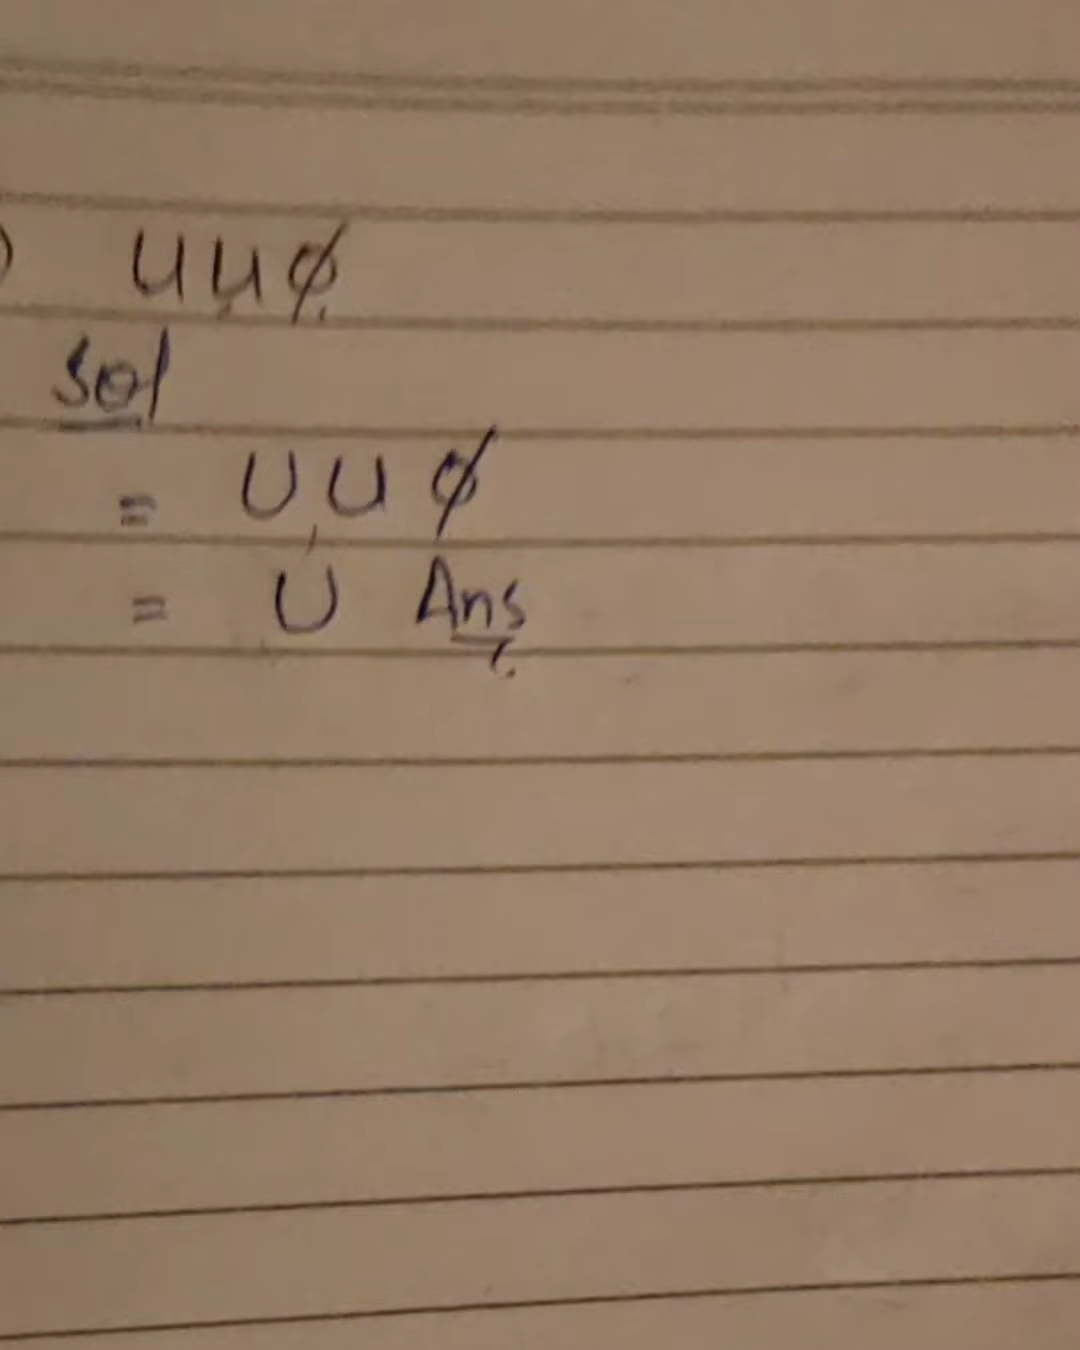 ) U ∪ φ.
Sol
= U ∪ φ
= U Ans